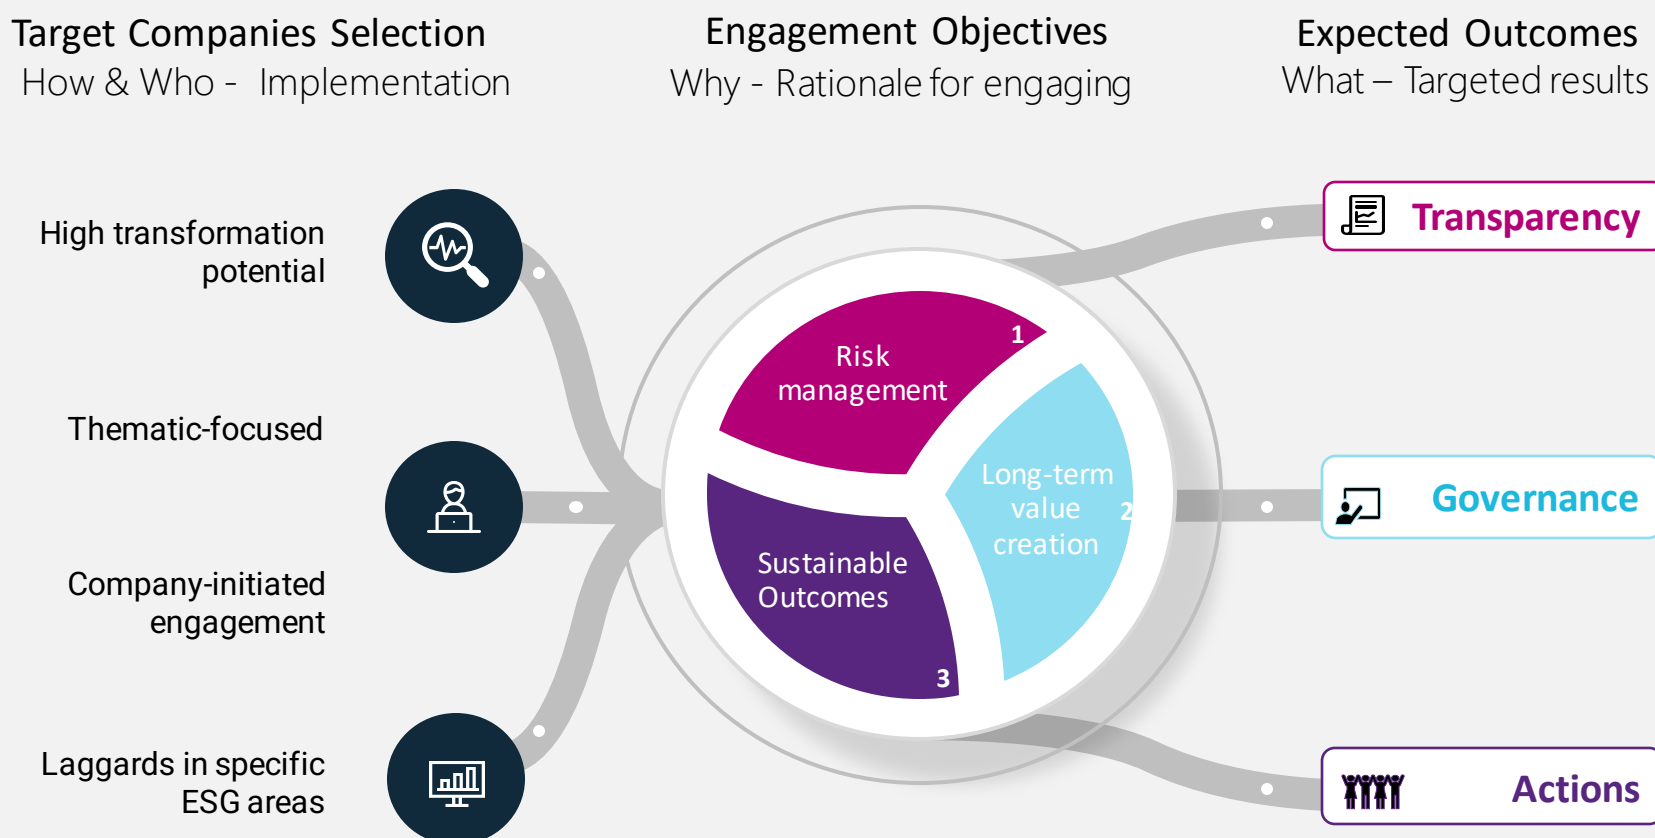 Target Companies Selection
How & Who - Implementation
High transformation
potential
Thematic-focused
Company-initiated
engagement
Laggards in specific
ESG areas
Engagement Objectives
Why - Rationale for engaging
Risk
management
1
Long-term
value
creation
2
Sustainable
Outcomes
3
Expected Outcomes
What – Targeted results
Transparency
Governance
Actions